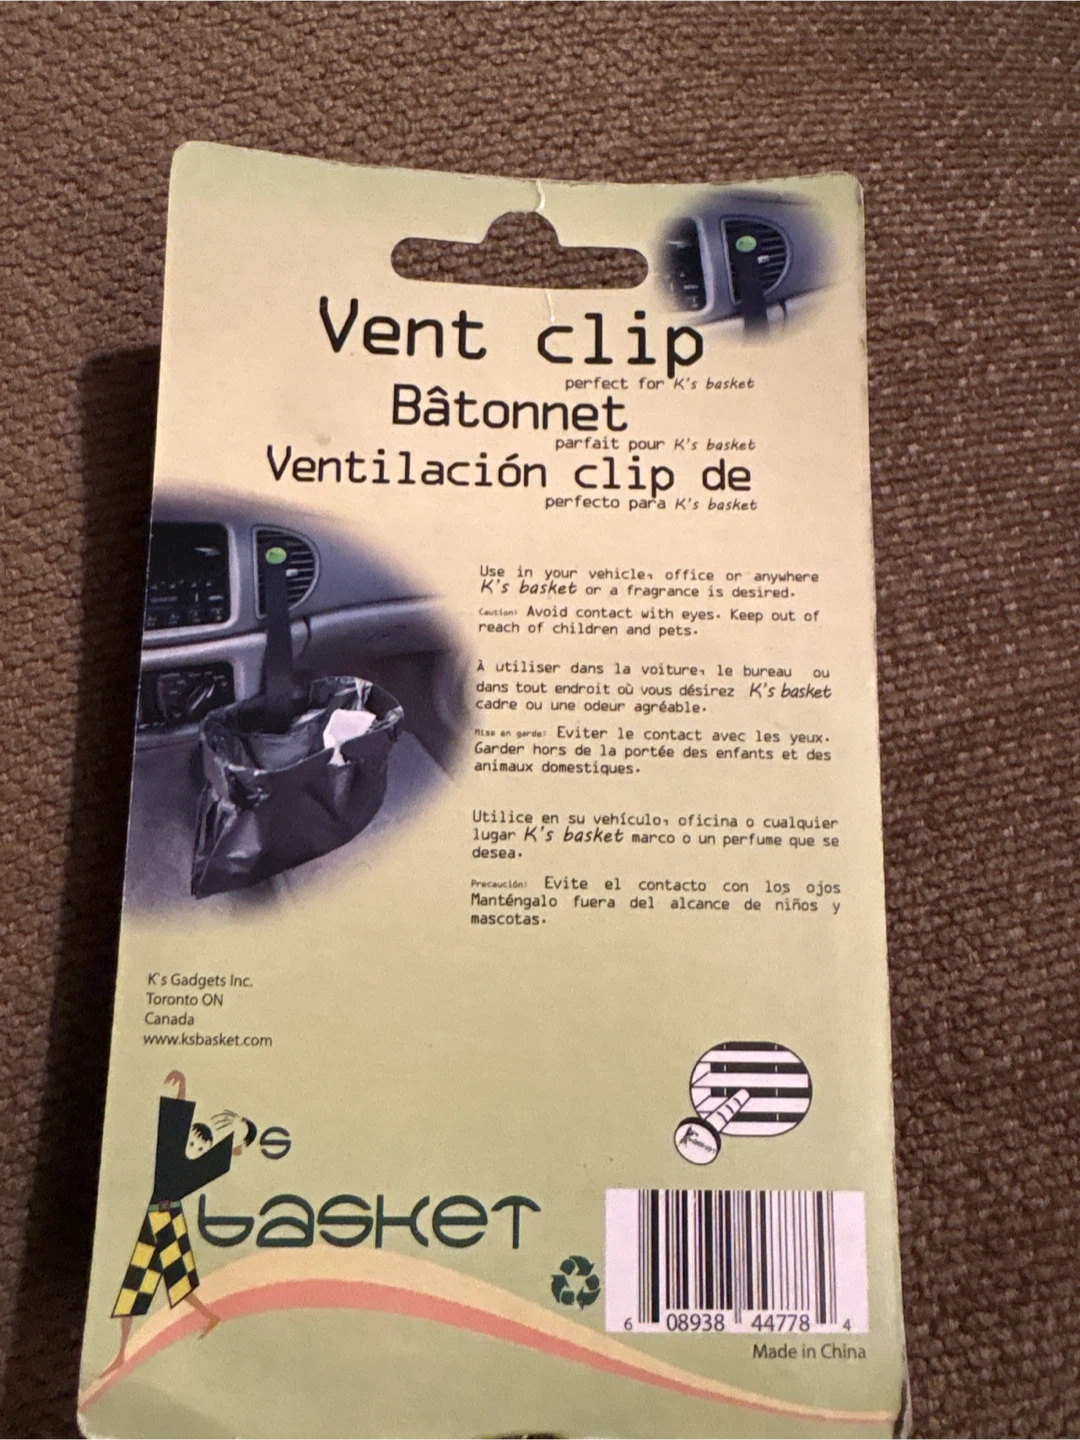 Vent clip
perfect for K's basket
Bâtonnet
parfait pour K's basket
Ventilación clip de
perfecto para K's basket
Use in your vehicle, office or anywhere
K's basket or a fragrance is desired.
Caution: Avoid contact with eyes. Keep out of
reach of children and pets.
À utiliser dans la voiture, le bureau ou
dans tout endroit où vous désirez K's basket
cadre ou une odeur agréable.
Mise en garde: Eviter le contact avec les yeux.
Garder hors de la portée des enfants et des
animaux domestiques.
Utilice en su vehículo, oficina o cualquier
lugar K's basket marco o un perfume que se
desea.
Precaución: Evite el contacto con los ojos
Manténgalo fuera del alcance de niños y
mascotas.
K's Gadgets Inc.
Toronto ON
Canada
www.ksbasket.com
K's
basket
6 08938 44778 4
Made in China